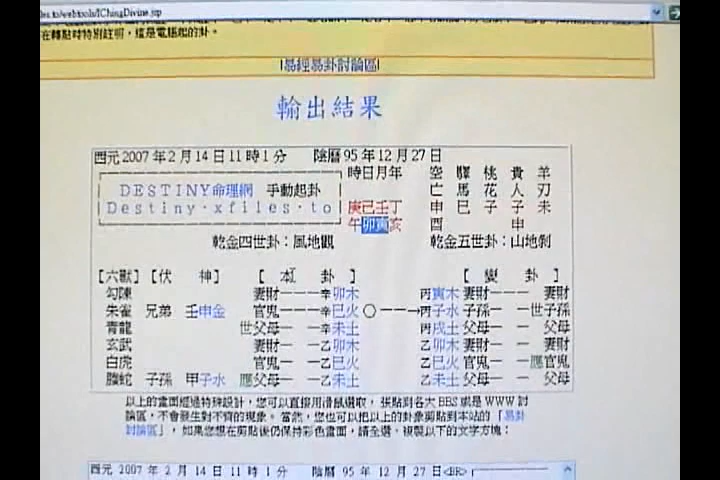 les.to/webtools/IChingDivine.jsp
在轉貼時特別註明，這是電腦起的卦。
|易經易卦討論區|
輸出結果
西元 2007 年 2 月 14 日 11 時 1 分 陰曆 95 年 12 月 27 日
DESTINY命理網 手動起卦 時日月年 空 驛 桃 貴 羊
亡 馬 花 人 刃
Destiny·xfiles·to 庚己壬丁 申 巳 子 子 未
午卯寅亥 酉 申
乾金四世卦：風地觀 乾金五世卦：山地剝
【六獸】【伏 神】 【本 卦】 【變 卦】
勾陳 妻財———辛卯木 丙寅木 妻財——— 妻財
朱雀 兄弟 壬申金 官鬼———辛巳火 ○——→丙子水 子孫— —世子孫
青龍 世父母— —辛未土 丙戌土 父母— — 父母
玄武 妻財— —乙卯木 乙卯木 妻財— — 妻財
白虎 官鬼— —乙巳火 乙巳火 官鬼— —應官鬼
螣蛇 子孫 甲子水 應父母— —乙未土 乙未土 父母— — 父母
以上的畫面經過特殊設計，您可以直接用滑鼠選取， 張貼到各大 BBS 或是 WWW 討
論區，不會發生對不齊的現象。 當然，您也可以把以上的卦象剪貼到本站的「易卦
討論區」，如果您想在剪貼後仍保持彩色畫面，請全選、複製以下的文字方塊：
西元 2007 年 2 月 14 日 11 時 1 分 陰曆 95 年 12 月 27 日<BR>